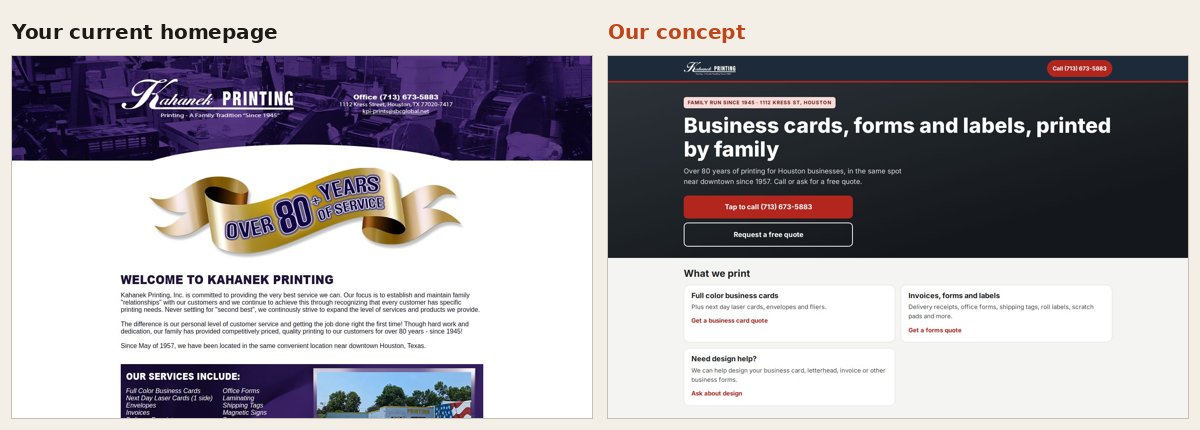 Your current homepage
Kahanek PRINTING
Printing - A Family Tradition "Since 1945"
Office (713) 673-5883
1112 Kress Street, Houston, TX 77020-7417
kpi-prints@sbcglobal.net
OVER 80+ YEARS
OF SERVICE
WELCOME TO KAHANEK PRINTING
Kahanek Printing, Inc. is committed to providing the very best service we can. Our focus is to establish and maintain family
"relationships" with our customers and we continue to achieve this through recognizing that every customer has specific
printing needs. Never setting for "second best", we continously strive to expand the level of services and products we provide.
The difference is our personal level of customer service and getting the job done right the first time! Though hard work and
dedication, our family has provided competitively priced, quality printing to our customers for over 80 years - since 1945!
Since May of 1957, we have been located in the same convenient location near downtown Houston, Texas.
OUR SERVICES INCLUDE:
Full Color Business Cards
Next Day Laser Cards (1 side)
Envelopes
Invoices
Office Forms
Laminating
Shipping Tags
Magnetic Signs
PRINTING
Our concept
Kahanek PRINTING
Call (713) 673-5883
FAMILY RUN SINCE 1945 · 1112 KRESS ST, HOUSTON
Business cards, forms and labels, printed
by family
Over 80 years of printing for Houston businesses, in the same spot
near downtown since 1957. Call or ask for a free quote.
Tap to call (713) 673-5883
Request a free quote
What we print
Full color business cards
Plus next day laser cards, envelopes and fliers.
Get a business card quote
Invoices, forms and labels
Delivery receipts, office forms, shipping tags, roll labels, scratch
pads and more.
Get a forms quote
Need design help?
We can help design your business card, letterhead, invoice or other
business forms.
Ask about design